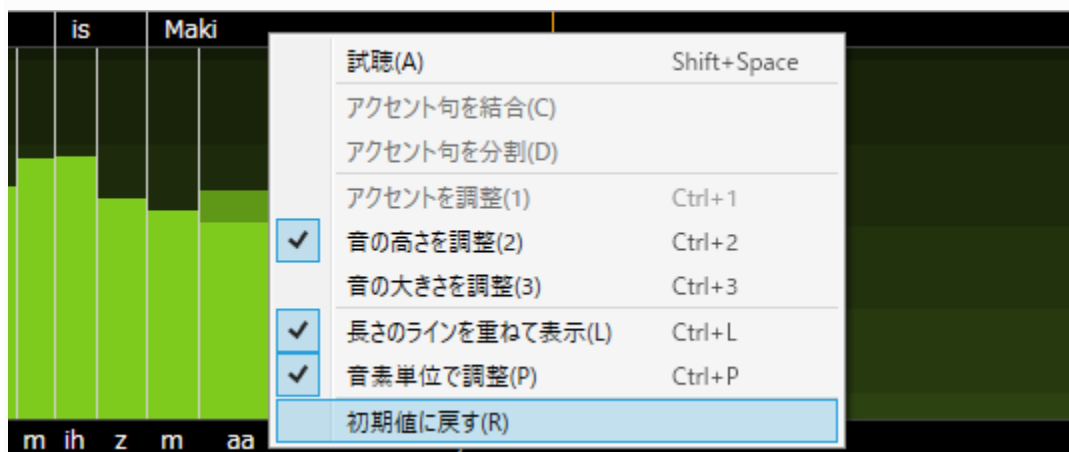 is Maki
試聴(A) Shift+Space
アクセント句を結合(C)
アクセント句を分割(D)
アクセントを調整(1) Ctrl+1
音の高さを調整(2) Ctrl+2
音の大きさを調整(3) Ctrl+3
長さのラインを重ねて表示(L) Ctrl+L
音素単位で調整(P) Ctrl+P
初期値に戻す(R)
m ih z m aa